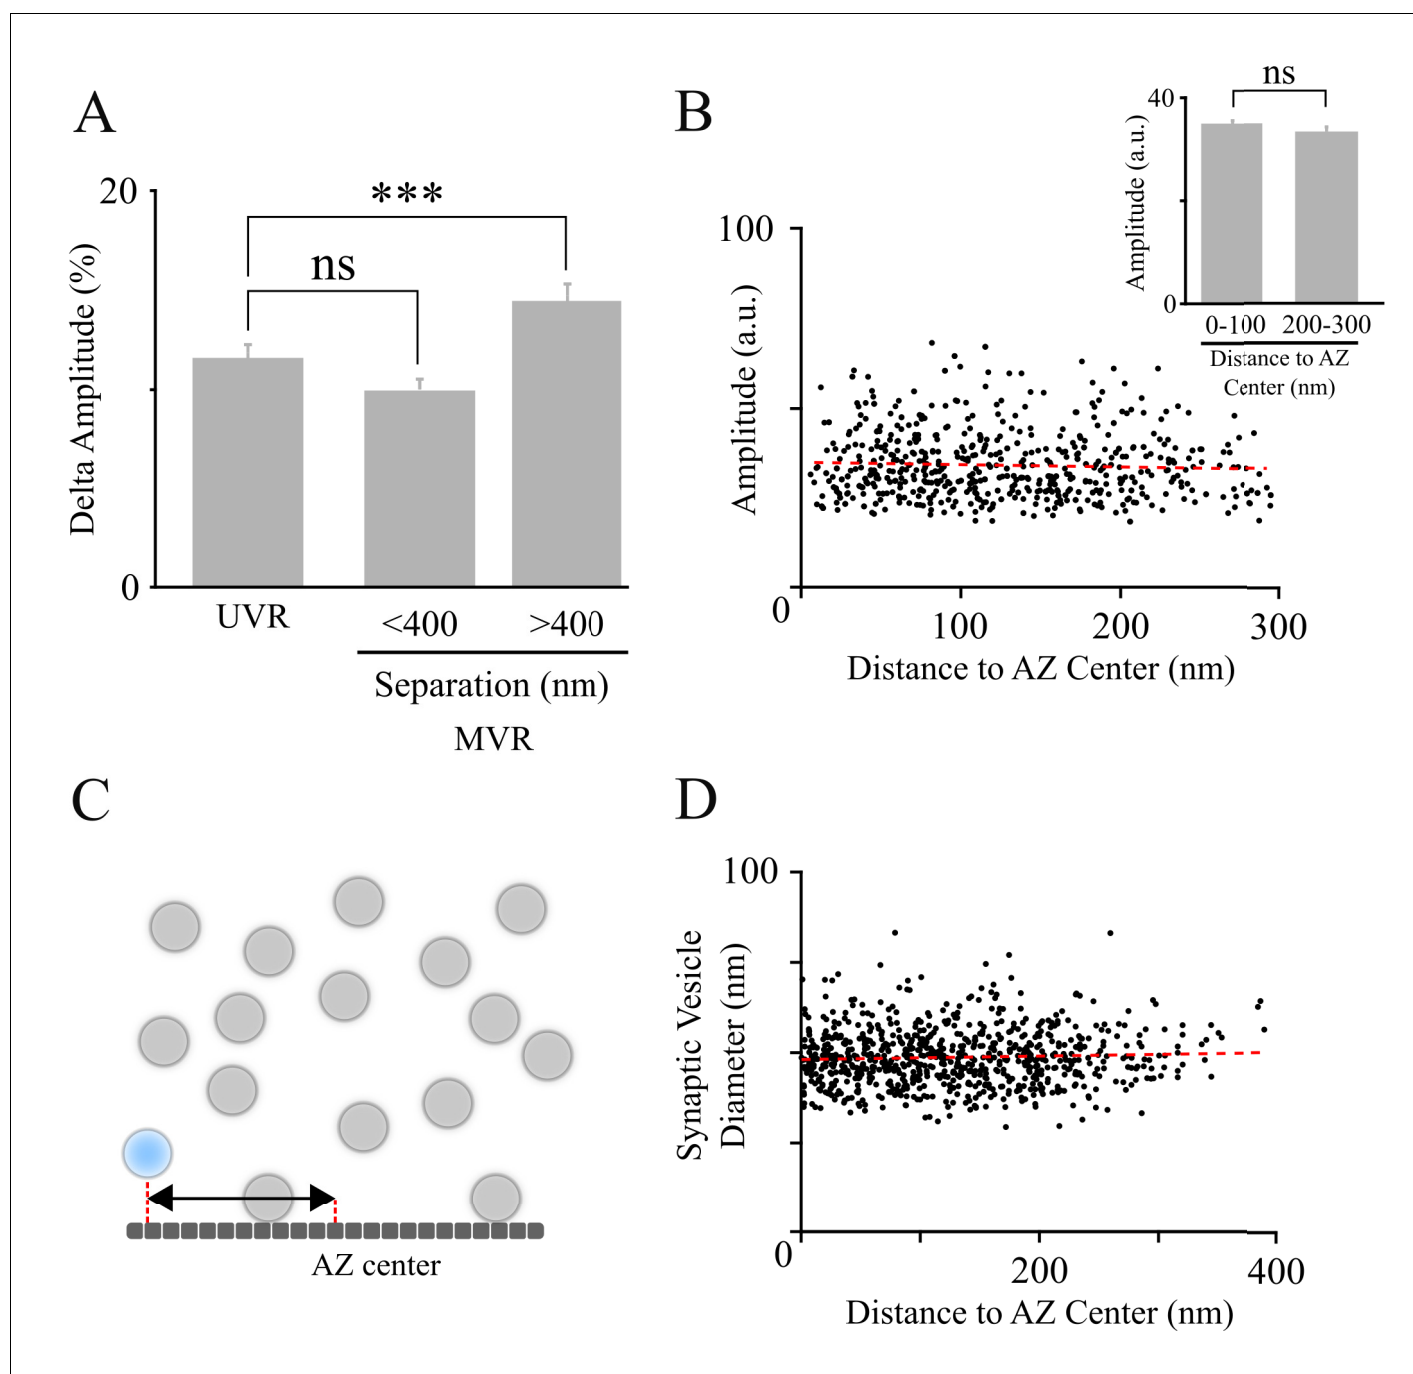 A
20
***
ns
Delta Amplitude (%)
0
UVR
<400
>400
Separation (nm)
MVR
B
100
Amplitude (a.u.)
0
100
200
300
Distance to AZ Center (nm)
ns
40
Amplitude (a.u.)
0
0-100
200-300
Distance to AZ
Center (nm)
C
AZ center
D
100
Synaptic Vesicle
Diameter (nm)
0
200
400
Distance to AZ Center (nm)